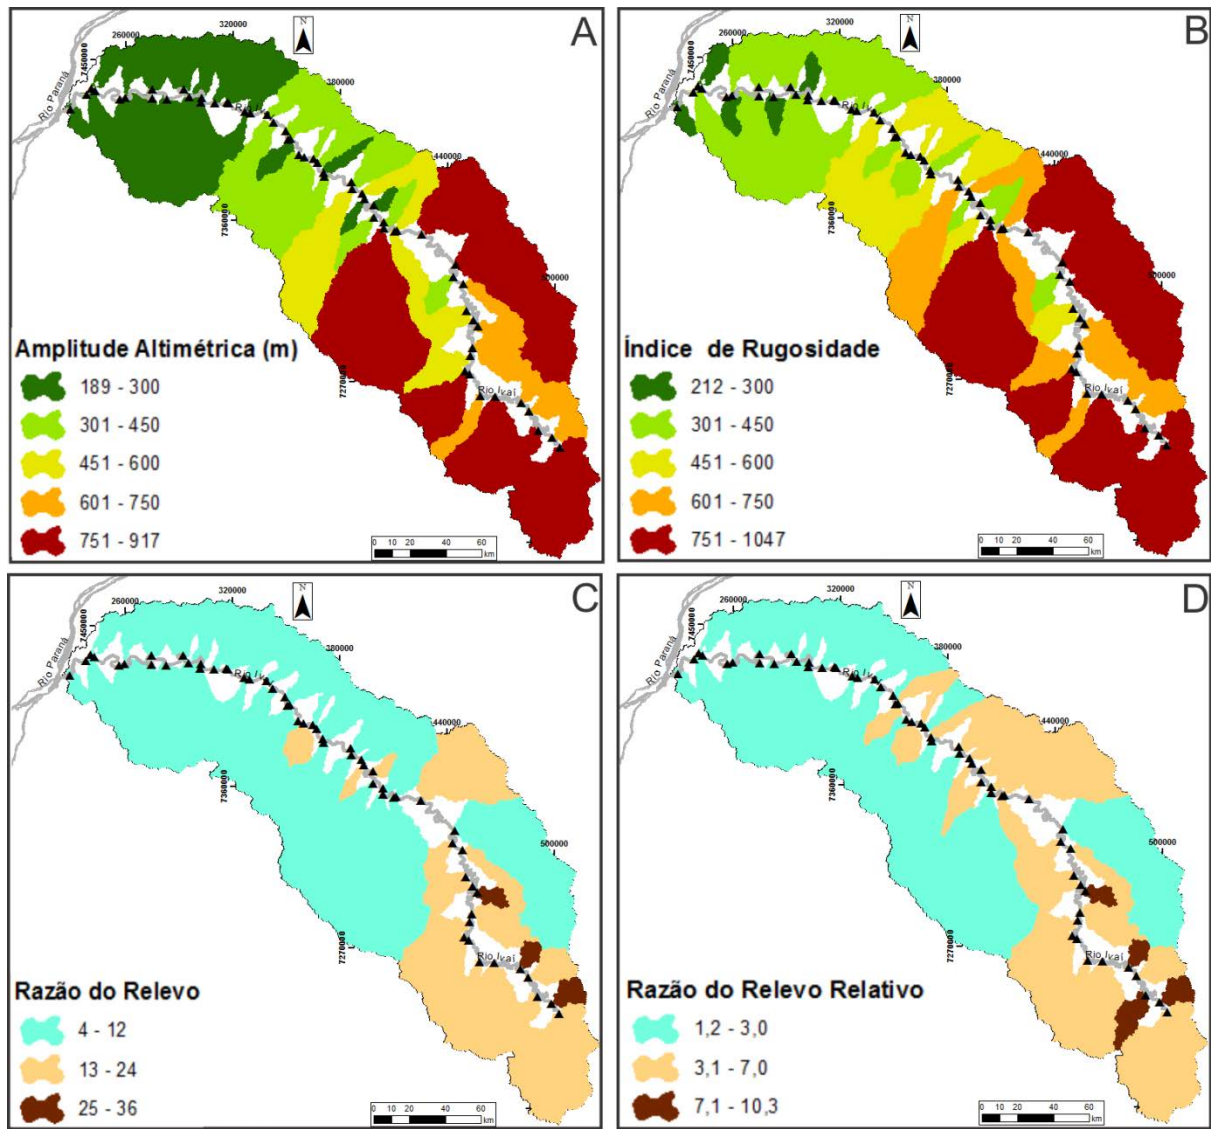 A
N
320000
260000
7450000
Rio Paraná
380000
440000
7360000
500000
7270000
Rio Ivaí
Amplitude Altimétrica (m)
189 - 300
301 - 450
451 - 600
601 - 750
751 - 917
0 10 20 40 60
km
B
N
320000
260000
7450000
Rio Paraná
380000
440000
7360000
7270000
Rio Ivaí
Índice de Rugosidade
212 - 300
301 - 450
451 - 600
601 - 750
751 - 1047
0 10 20 40 60
km
C
N
320000
260000
7450000
Rio Paraná
380000
440000
7360000
500000
7270000
Rio Ivaí
Razão do Relevo
4 - 12
13 - 24
25 - 36
0 10 20 40 60
km
D
N
320000
260000
7450000
Rio Paraná
380000
440000
7360000
500000
7270000
Rio Ivaí
Razão do Relevo Relativo
1,2 - 3,0
3,1 - 7,0
7,1 - 10,3
0 10 20 40 60
km